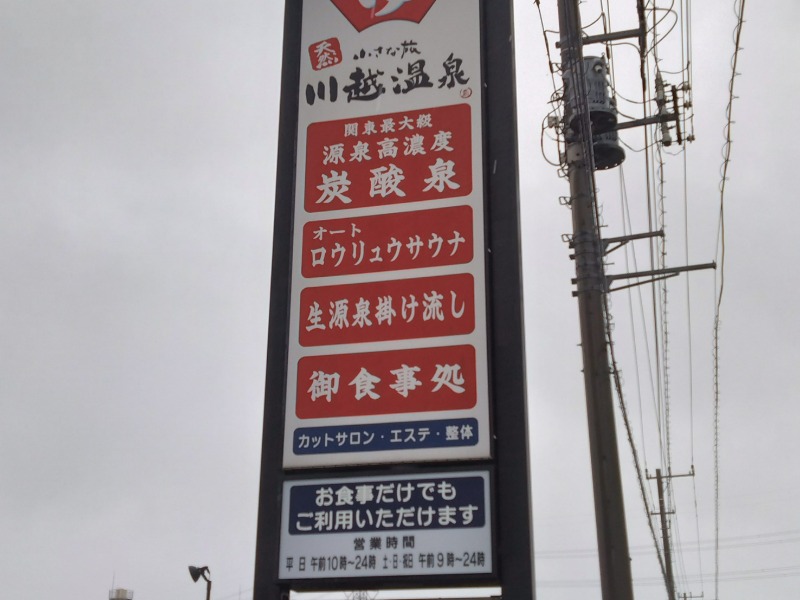 ゆ
天然
小さな旅
川越温泉
関東最大級
源泉高濃度
炭酸泉
オート
ロウリュウサウナ
生源泉掛け流し
御食事処
カットサロン・エステ・整体
お食事だけでも
ご利用いただけます
営業時間
平日 午前10時～24時 土・日・祝日 午前9時～24時